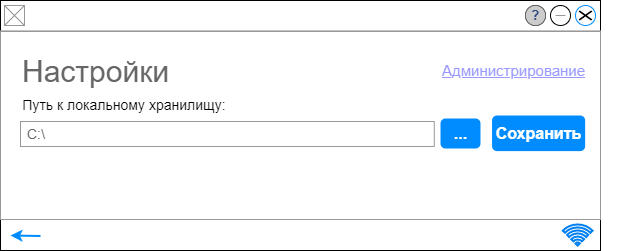 ?
Настройки
Администрирование
Путь к локальному хранилищу:
C:\
...
Сохранить